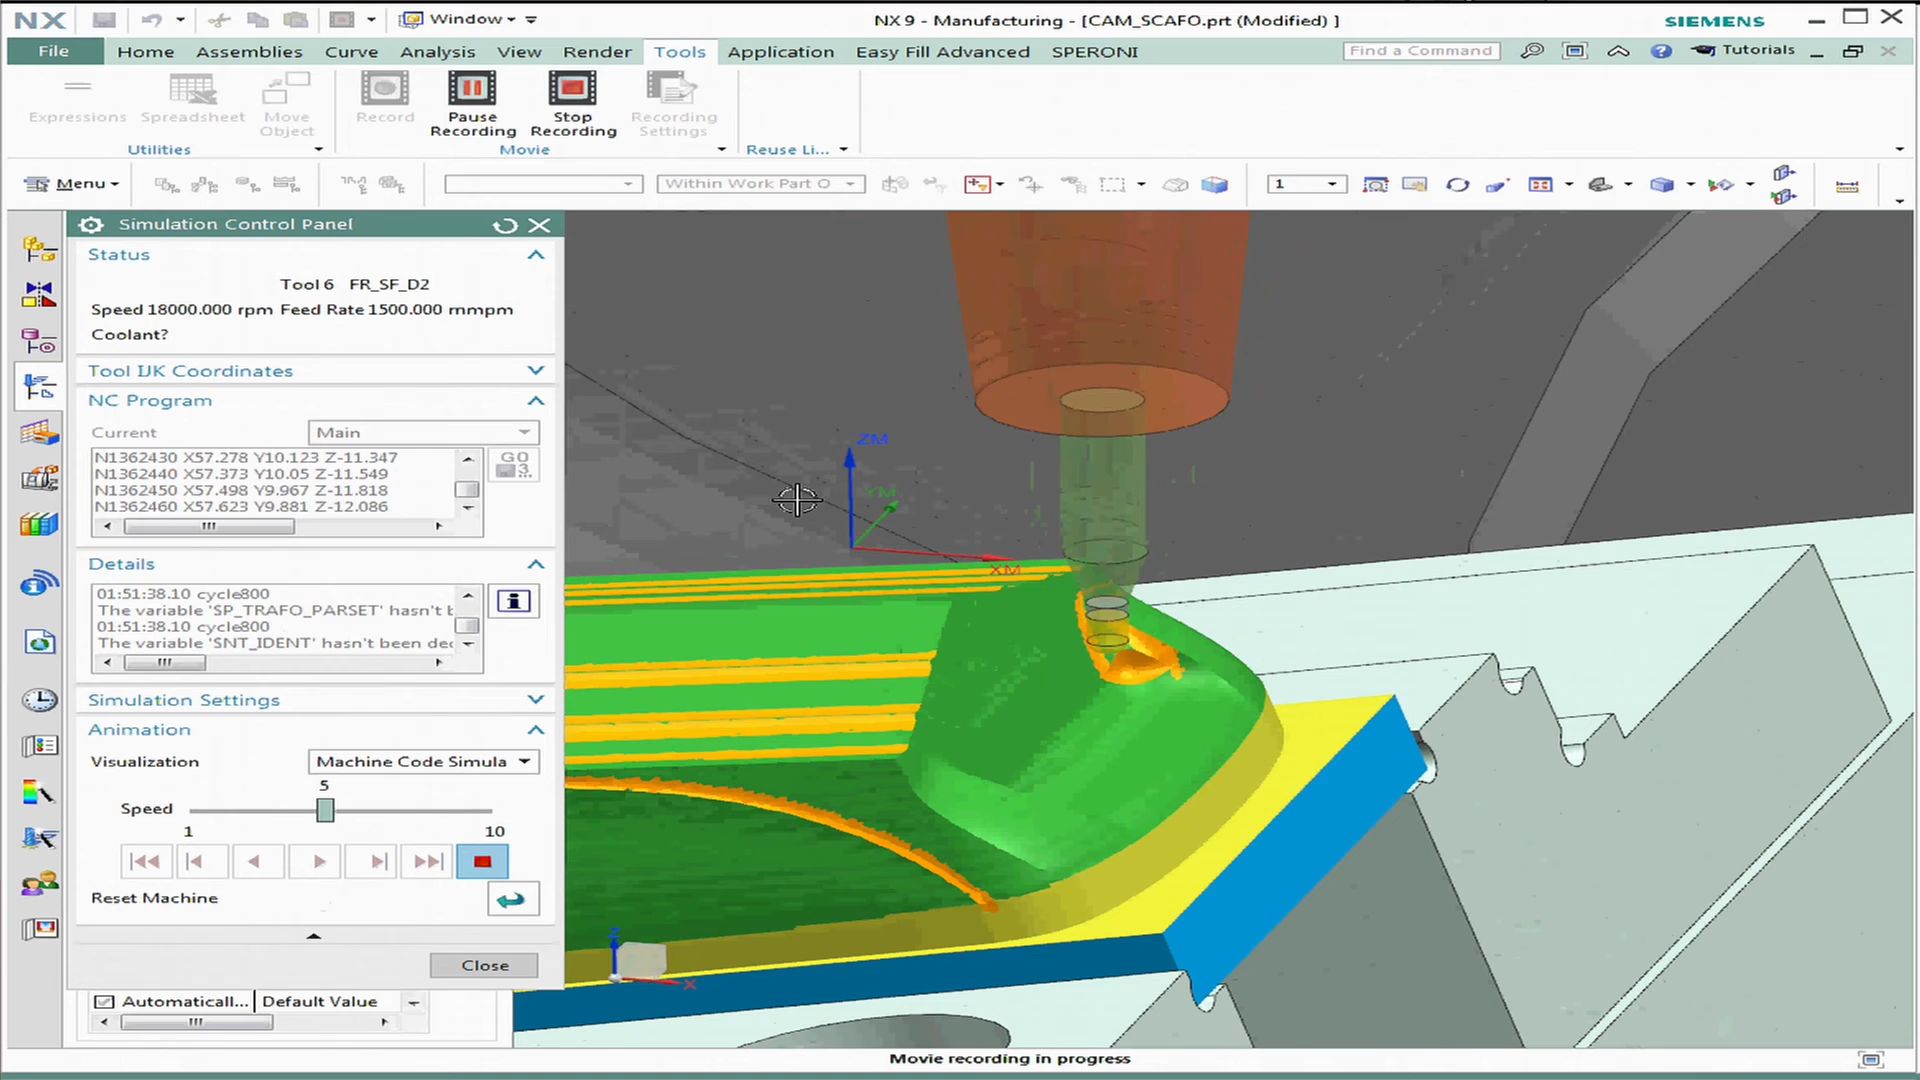 NX
Window
NX 9 - Manufacturing - [CAM_SCAFO.prt (Modified) ]
SIEMENS
File Home Assemblies Curve Analysis View Render Tools Application Easy Fill Advanced SPERONI
Find a Command
Tutorials
Expressions
Spreadsheet
Move Object
Record
Pause Recording
Stop Recording
Recording Settings
Utilities
Movie
Reuse Li...
Menu
Within Work Part O
1
Simulation Control Panel
Status
Tool 6 FR_SF_D2
Speed 18000.000 rpm Feed Rate 1500.000 mmpm
Coolant?
Tool IJK Coordinates
NC Program
Current Main
N1362430 X57.278 Y10.123 Z-11.347
N1362440 X57.373 Y10.05 Z-11.549
N1362450 X57.498 Y9.967 Z-11.818
N1362460 X57.623 Y9.881 Z-12.086
G0
3...
Details
01:51:38.10 cycle800
The variable 'SP_TRAFO_PARSET' hasn't b
01:51:38.10 cycle800
The variable 'SNT_IDENT' hasn't been dec
Simulation Settings
Animation
Visualization Machine Code Simula
5
Speed
1 10
Reset Machine
Close
Automaticall... Default Value
ZM
YM
XM
Z
X
Movie recording in progress